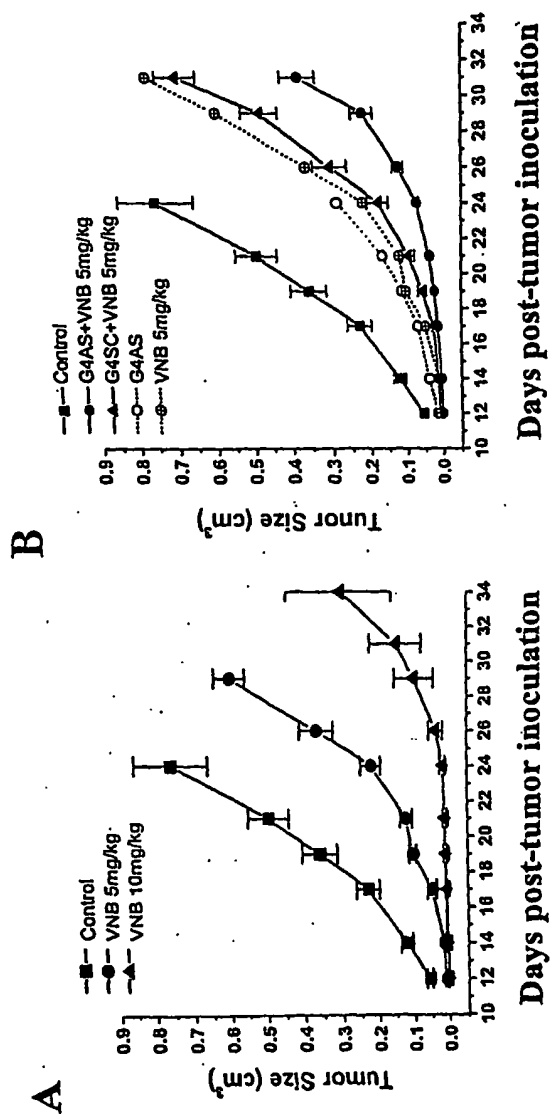 A
Control
VNB 5mg/kg
VNB 10mg/kg
Tumor Size (cm³)
0.9
0.8
0.7
0.6
0.5
0.4
0.3
0.2
0.1
0.0
10 12 14 16 18 20 22 24 26 28 30 32 34
Days post-tumor inoculation
B
Control
G4AS+VNB 5mg/kg
G4SC+VNB 5mg/kg
G4AS
VNB 5mg/kg
Tunor Size (cm³)
0.9
0.8
0.7
0.6
0.5
0.4
0.3
0.2
0.1
0.0
10 12 14 16 18 20 22 24 26 28 30 32 34
Days post-tumor inoculation